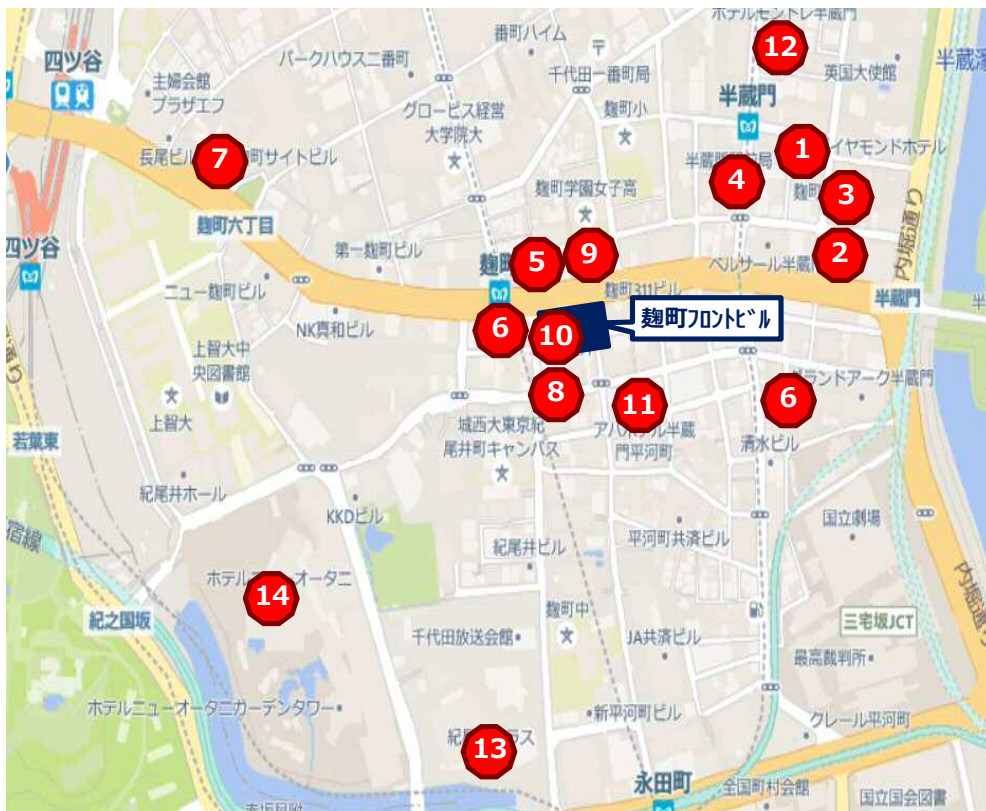 ホテルモントレ半蔵門
12
番町ハイム
四ツ谷
パークハウス二番町
千代田一番町局
英国大使館
主婦会館
プラザエフ
半蔵門
グロービス経営
大学院大
麹町小
1
長尾ビ
7
町サイトビル
イヤモンドホテル
4
麹町
3
麹町学園女子高
内堀通り
麹町六丁目
四ツ谷
第一麹町ビル
麹町
5
9
ベルサール半蔵
2
ニュー麹町ビル
麹町311ビル
半蔵門
NK真和ビル
6
10
麹町フロントビル
上智大中
央図書館
グランドアーク半蔵門
8
11
6
上智大
城西大東京紀
尾井町キャンパス
アパホテル半蔵
門平河町
清水ビル
若葉東
紀尾井ホール
KKDビル
国立劇場
紀尾井ビル
平河町共済ビル
宿線
ホテルニューオータニ
14
内堀通り
紀之国坂
麹町中
千代田放送会館
JA共済ビル
三宅坂JCT
最高裁判所
ホテルニューオータニガーデンタワー
新平河町ビル
クレール平河町
紀
13
ラス
永田町
全国町村会館
赤坂見附
国立国会図書